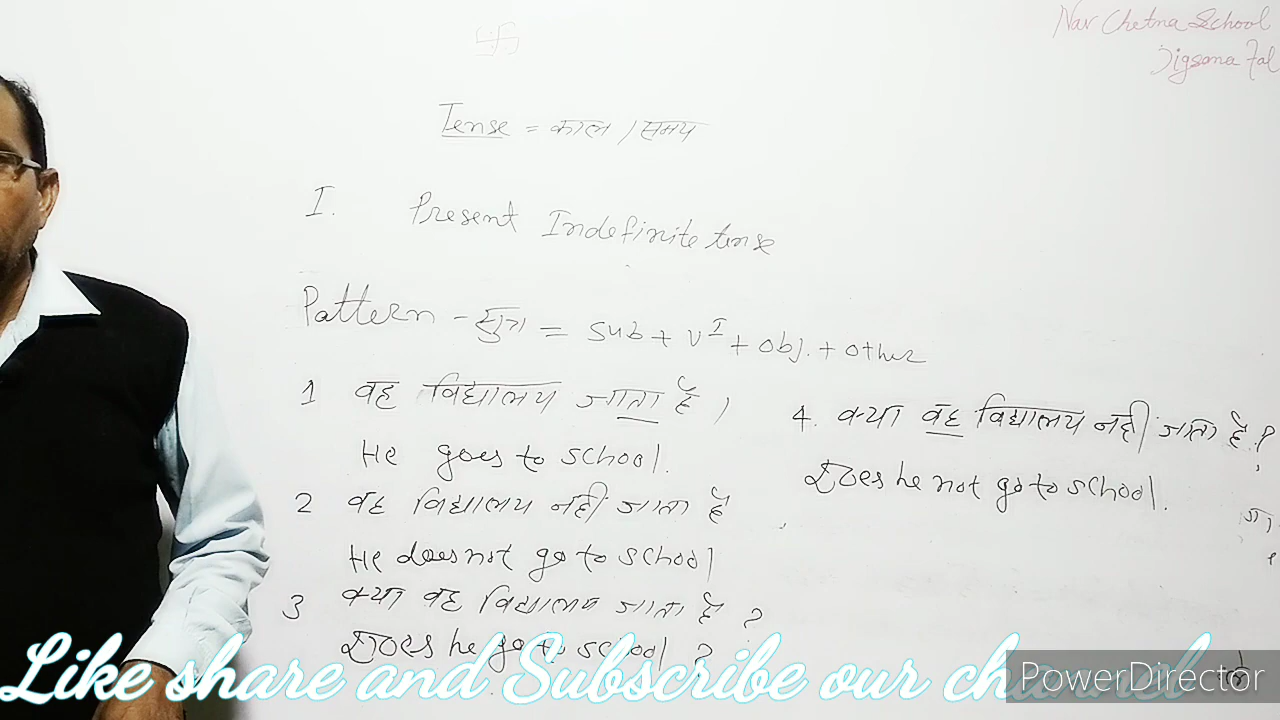 Nav Chetna School
Tense = काल / समय
I. Present Indefinite tense
Pattern - सुत्र = sub + v I + obj. + other
1 वह विद्यालय जाता है ।
He goes to school.
2 वह विद्यालय नहीं जाता है
He does not go to school
3 क्या वह विद्यालय जाता है ?
Does he go to school ?
4. क्या वह विद्यालय नहीं जाता है ?
Does he not go to school.
Like share and Subscribe our channel
PowerDirector